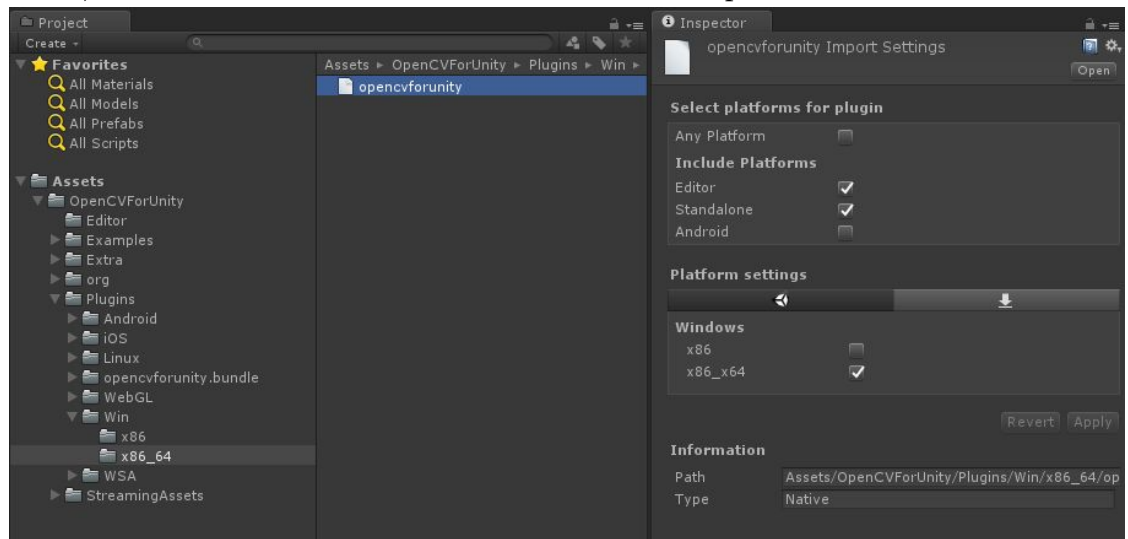 Project
Create
Favorites
All Materials
All Models
All Prefabs
All Scripts
Assets
OpenCVForUnity
Editor
Examples
Extra
org
Plugins
Android
iOS
Linux
opencvforunity.bundle
WebGL
Win
x86
x86_64
WSA
StreamingAssets
Assets ▸ OpenCVForUnity ▸ Plugins ▸ Win ▸
opencvforunity
Inspector
opencvforunity Import Settings
Open
Select platforms for plugin
Any Platform
Include Platforms
Editor
Standalone
Android
Platform settings
Windows
x86
x86_x64
Revert Apply
Information
Path Assets/OpenCVForUnity/Plugins/Win/x86_64/op
Type Native